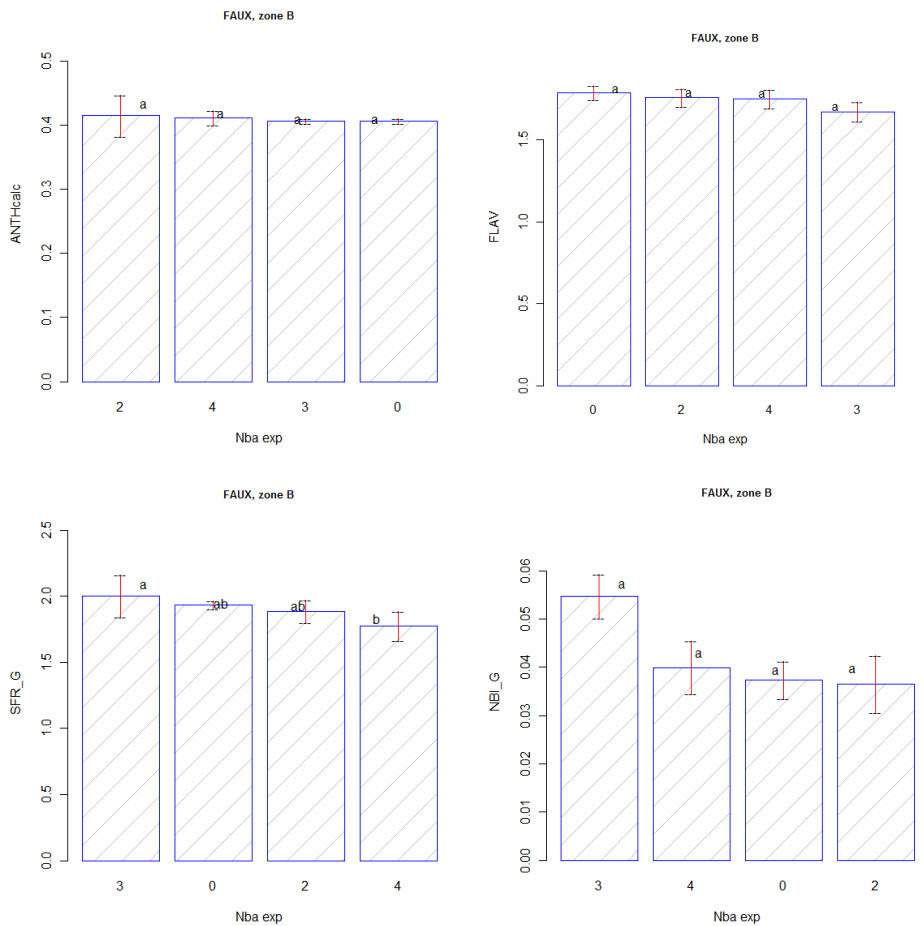 FAUX, zone B
ANTHcalc
0.5
0.4
0.3
0.2
0.1
0.0
a
a
a
a
2 4 3 0
Nba exp
FAUX, zone B
FLAV
1.5
1.0
0.5
0.0
a
a
a
a
0 2 4 3
Nba exp
FAUX, zone B
SFR_G
2.5
2.0
1.5
1.0
0.5
0.0
a
ab
ab
b
3 0 2 4
Nba exp
FAUX, zone B
NBI_G
0.06
0.05
0.04
0.03
0.02
0.01
0.00
a
a
a
a
3 4 0 2
Nba exp